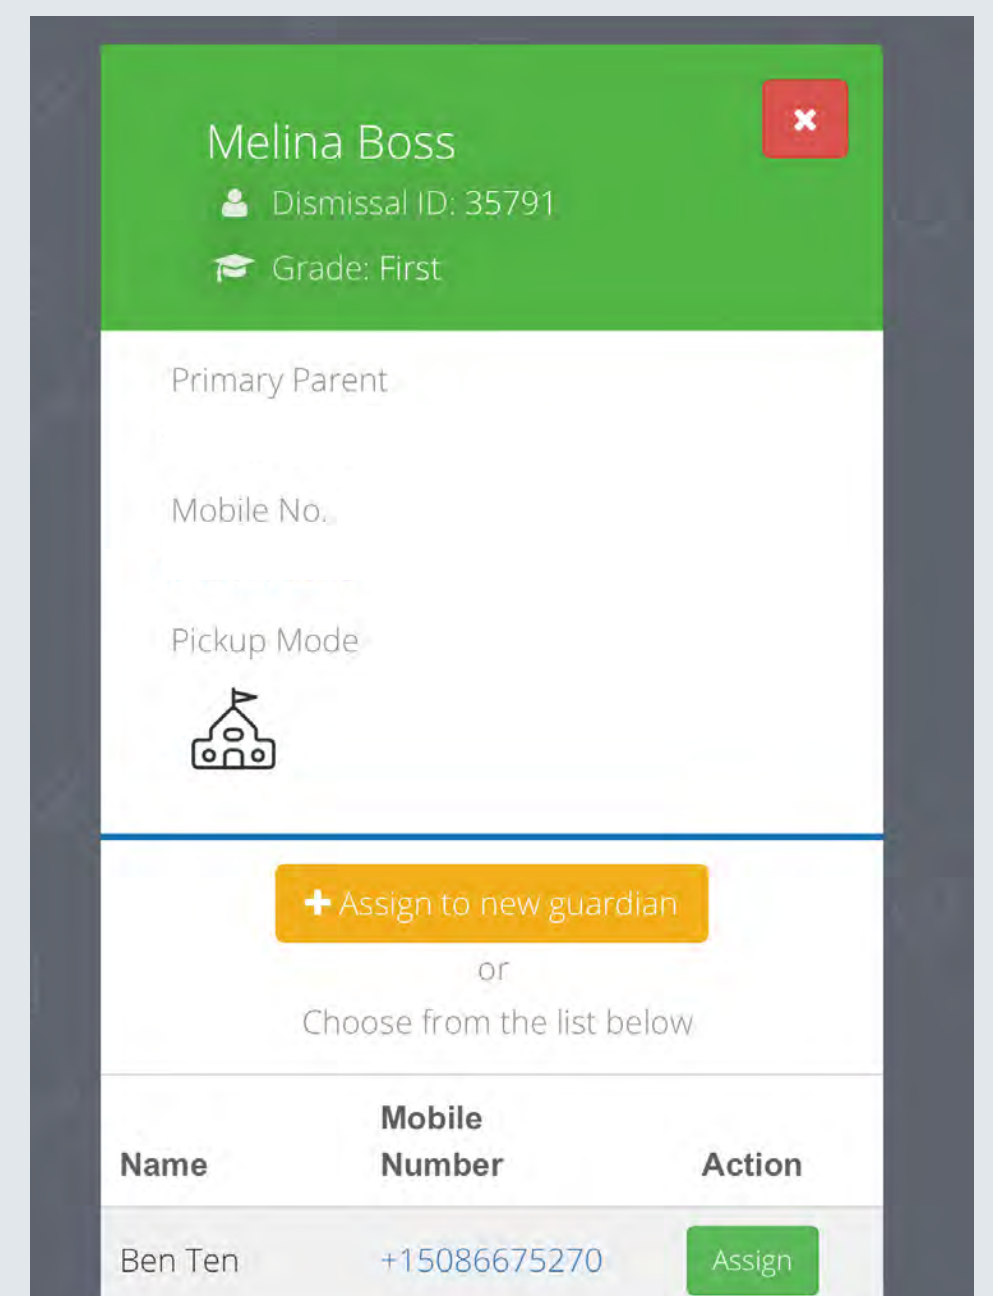 Melina Boss
Dismissal ID: 35791
Grade: First
Primary Parent
Mobile No.
Pickup Mode
Assign to new guardian
or
Choose from the list below
Name Mobile Number Action
Ben Ten +15086675270 Assign